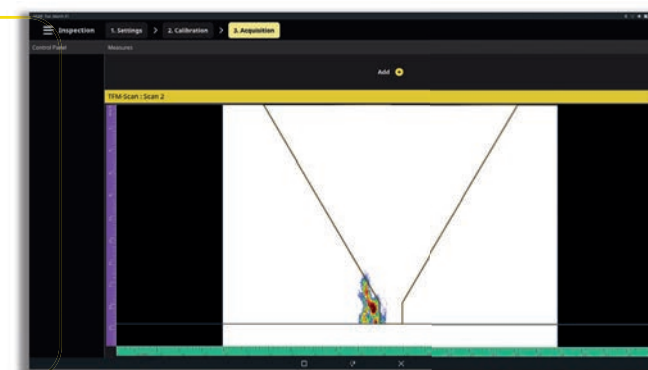 Inspection 1. Settings > 2. Calibration > 3. Acquisition
Control Panel Measures
Add
TFM-Scan : Scan 2